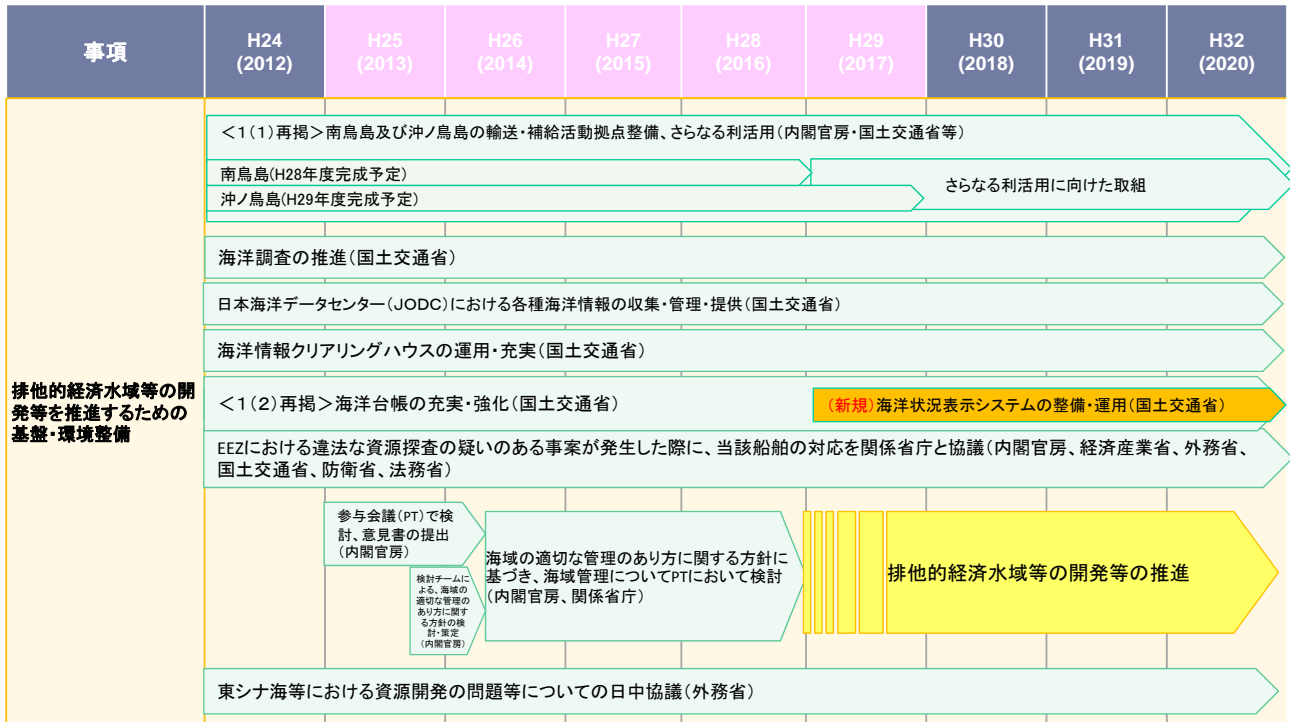 事項
H24
(2012)
H25
(2013)
H26
(2014)
H27
(2015)
H28
(2016)
H29
(2017)
H30
(2018)
H31
(2019)
H32
(2020)
排他的経済水域等の開
発等を推進するための
基盤・環境整備
＜1（1）再掲＞南鳥島及び沖ノ鳥島の輸送・補給活動拠点整備、さらなる利活用（内閣官房・国土交通省等）
南鳥島（H28年度完成予定）
沖ノ鳥島（H29年度完成予定）
さらなる利活用に向けた取組
海洋調査の推進（国土交通省）
日本海洋データセンター（JODC）における各種海洋情報の収集・管理・提供（国土交通省）
海洋情報クリアリングハウスの運用・充実（国土交通省）
＜1（2）再掲＞海洋台帳の充実・強化（国土交通省）
（新規）海洋状況表示システムの整備・運用（国土交通省）
EEZにおける違法な資源探査の疑いのある事案が発生した際に、当該船舶の対応を関係省庁と協議（内閣官房、経済産業省、外務省、
国土交通省、防衛省、法務省）
参与会議（PT）で検
討、意見書の提出
（内閣官房）
検討チームに
よる、海域の
適切な管理の
あり方に関す
る方針の検
討・策定
（内閣官房）
海域の適切な管理のあり方に関する方針に
基づき、海域管理についてPTにおいて検討
（内閣官房、関係省庁）
排他的経済水域等の開発等の推進
東シナ海等における資源開発の問題等についての日中協議（外務省）